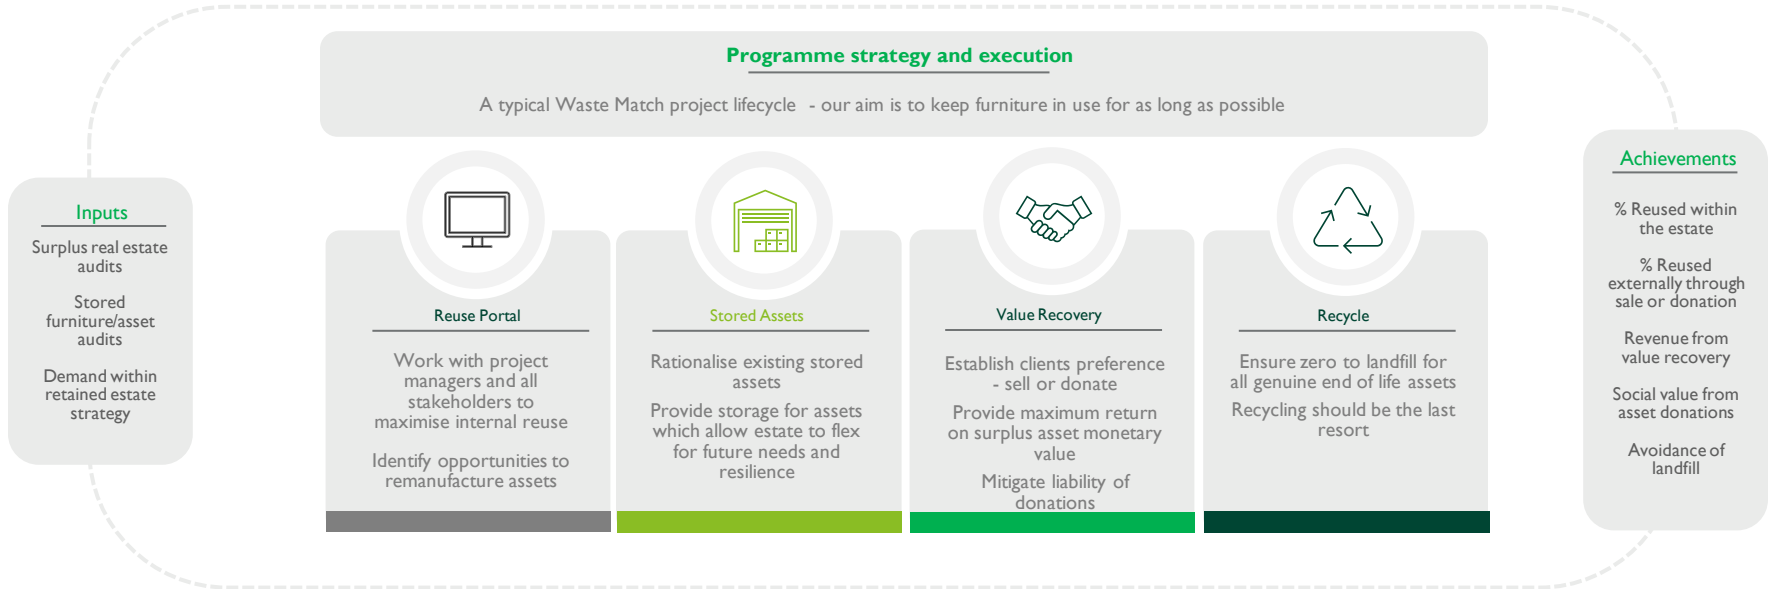 Programme strategy and execution
A typical Waste Match project lifecycle - our aim is to keep furniture in use for as long as possible
Inputs
Surplus real estate
audits
Stored
furniture/asset
audits
Demand within
retained estate
strategy
Reuse Portal
Work with project
managers and all
stakeholders to
maximise internal reuse
Identify opportunities to
remanufacture assets
Stored Assets
Rationalise existing stored
assets
Provide storage for assets
which allow estate to flex
for future needs and
resilience
Value Recovery
Establish clients preference
- sell or donate
Provide maximum return
on surplus asset monetary
value
Mitigate liability of
donations
Recycle
Ensure zero to landfill for
all genuine end of life assets
Recycling should be the last
resort
Achievements
% Reused within
the estate
% Reused
externally through
sale or donation
Revenue from
value recovery
Social value from
asset donations
Avoidance of
landfill